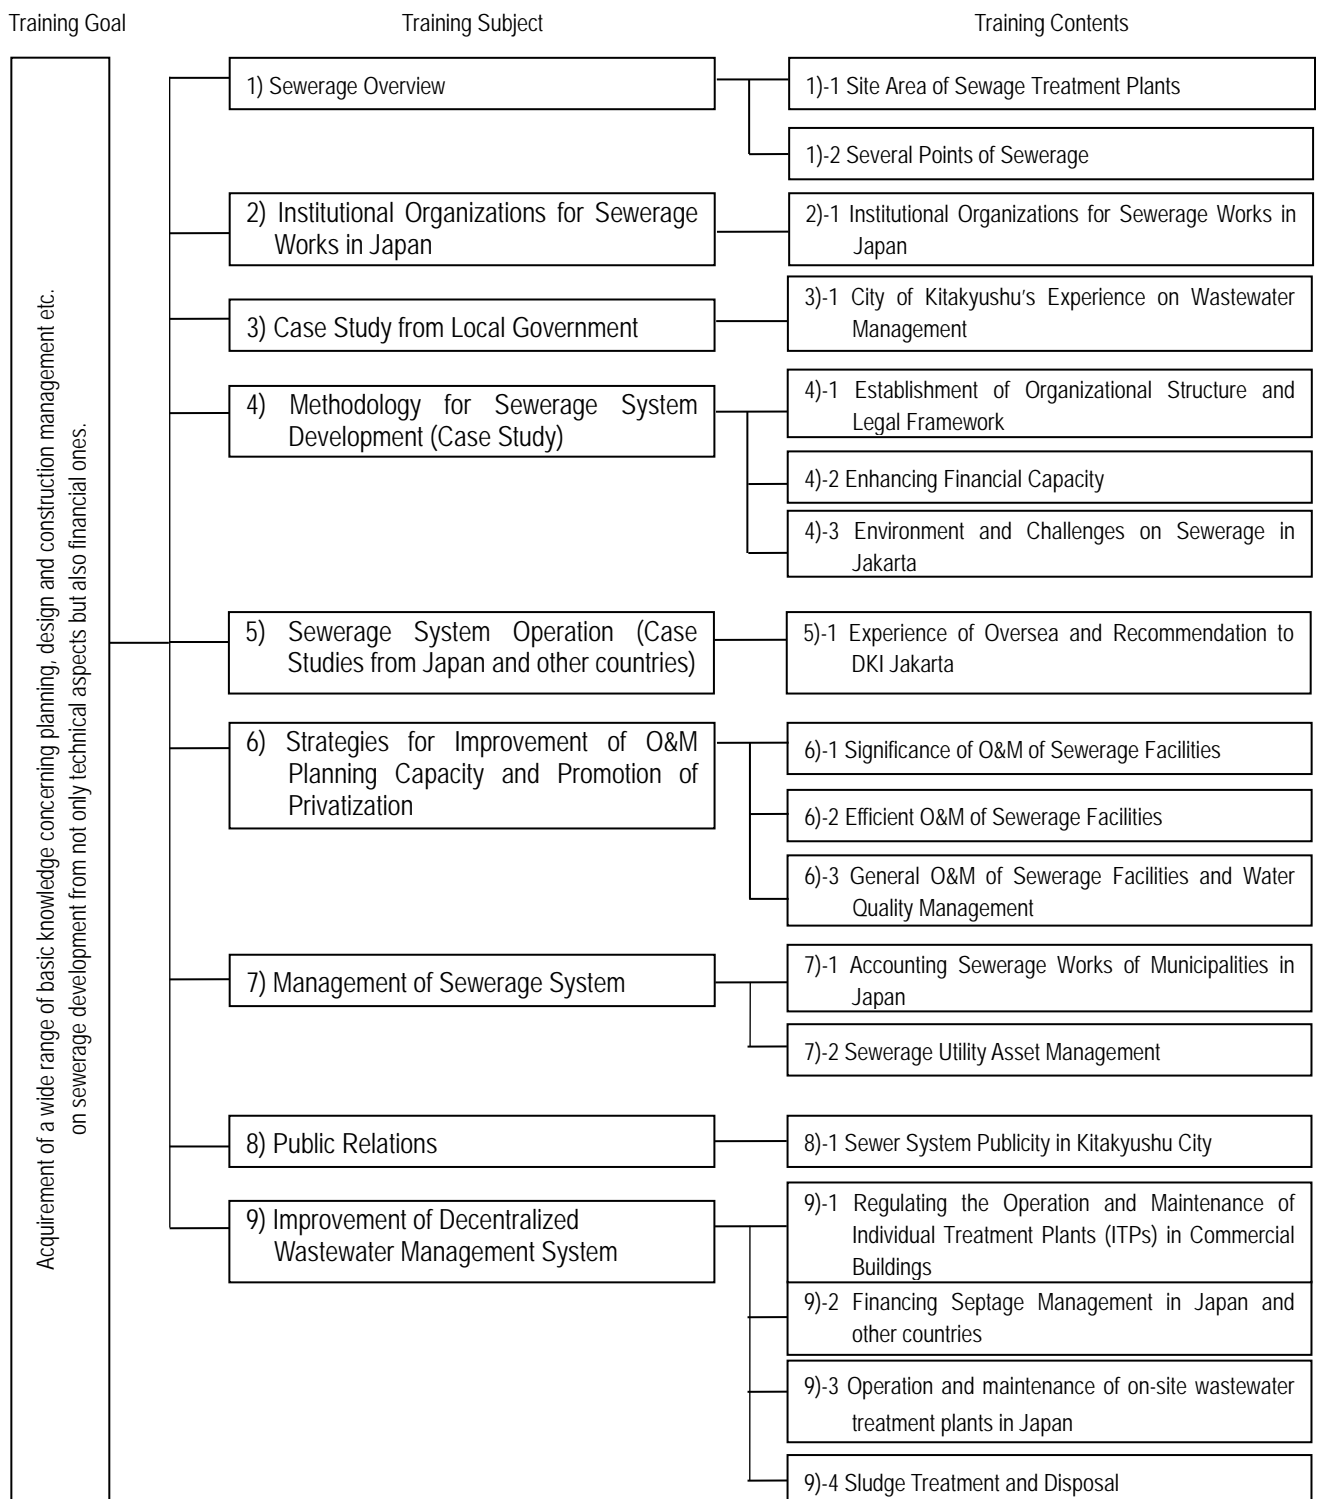 Training Goal
Training Subject
Training Contents
Acquirement of a wide range of basic knowledge concerning planning, design and construction management etc.
on sewerage development from not only technical aspects but also financial ones.
1) Sewerage Overview
1)-1 Site Area of Sewage Treatment Plants
1)-2 Several Points of Sewerage
2) Institutional Organizations for Sewerage
Works in Japan
2)-1 Institutional Organizations for Sewerage Works in
Japan
3) Case Study from Local Government
3)-1 City of Kitakyushu's Experience on Wastewater
Management
4) Methodology for Sewerage System
Development (Case Study)
4)-1 Establishment of Organizational Structure and
Legal Framework
4)-2 Enhancing Financial Capacity
4)-3 Environment and Challenges on Sewerage in
Jakarta
5) Sewerage System Operation (Case
Studies from Japan and other countries)
5)-1 Experience of Oversea and Recommendation to
DKI Jakarta
6) Strategies for Improvement of O&M
Planning Capacity and Promotion of
Privatization
6)-1 Significance of O&M of Sewerage Facilities
6)-2 Efficient O&M of Sewerage Facilities
6)-3 General O&M of Sewerage Facilities and Water
Quality Management
7) Management of Sewerage System
7)-1 Accounting Sewerage Works of Municipalities in
Japan
7)-2 Sewerage Utility Asset Management
8) Public Relations
8)-1 Sewer System Publicity in Kitakyushu City
9) Improvement of Decentralized
Wastewater Management System
9)-1 Regulating the Operation and Maintenance of
Individual Treatment Plants (ITPs) in Commercial
Buildings
9)-2 Financing Septage Management in Japan and
other countries
9)-3 Operation and maintenance of on-site wastewater
treatment plants in Japan
9)-4 Sludge Treatment and Disposal